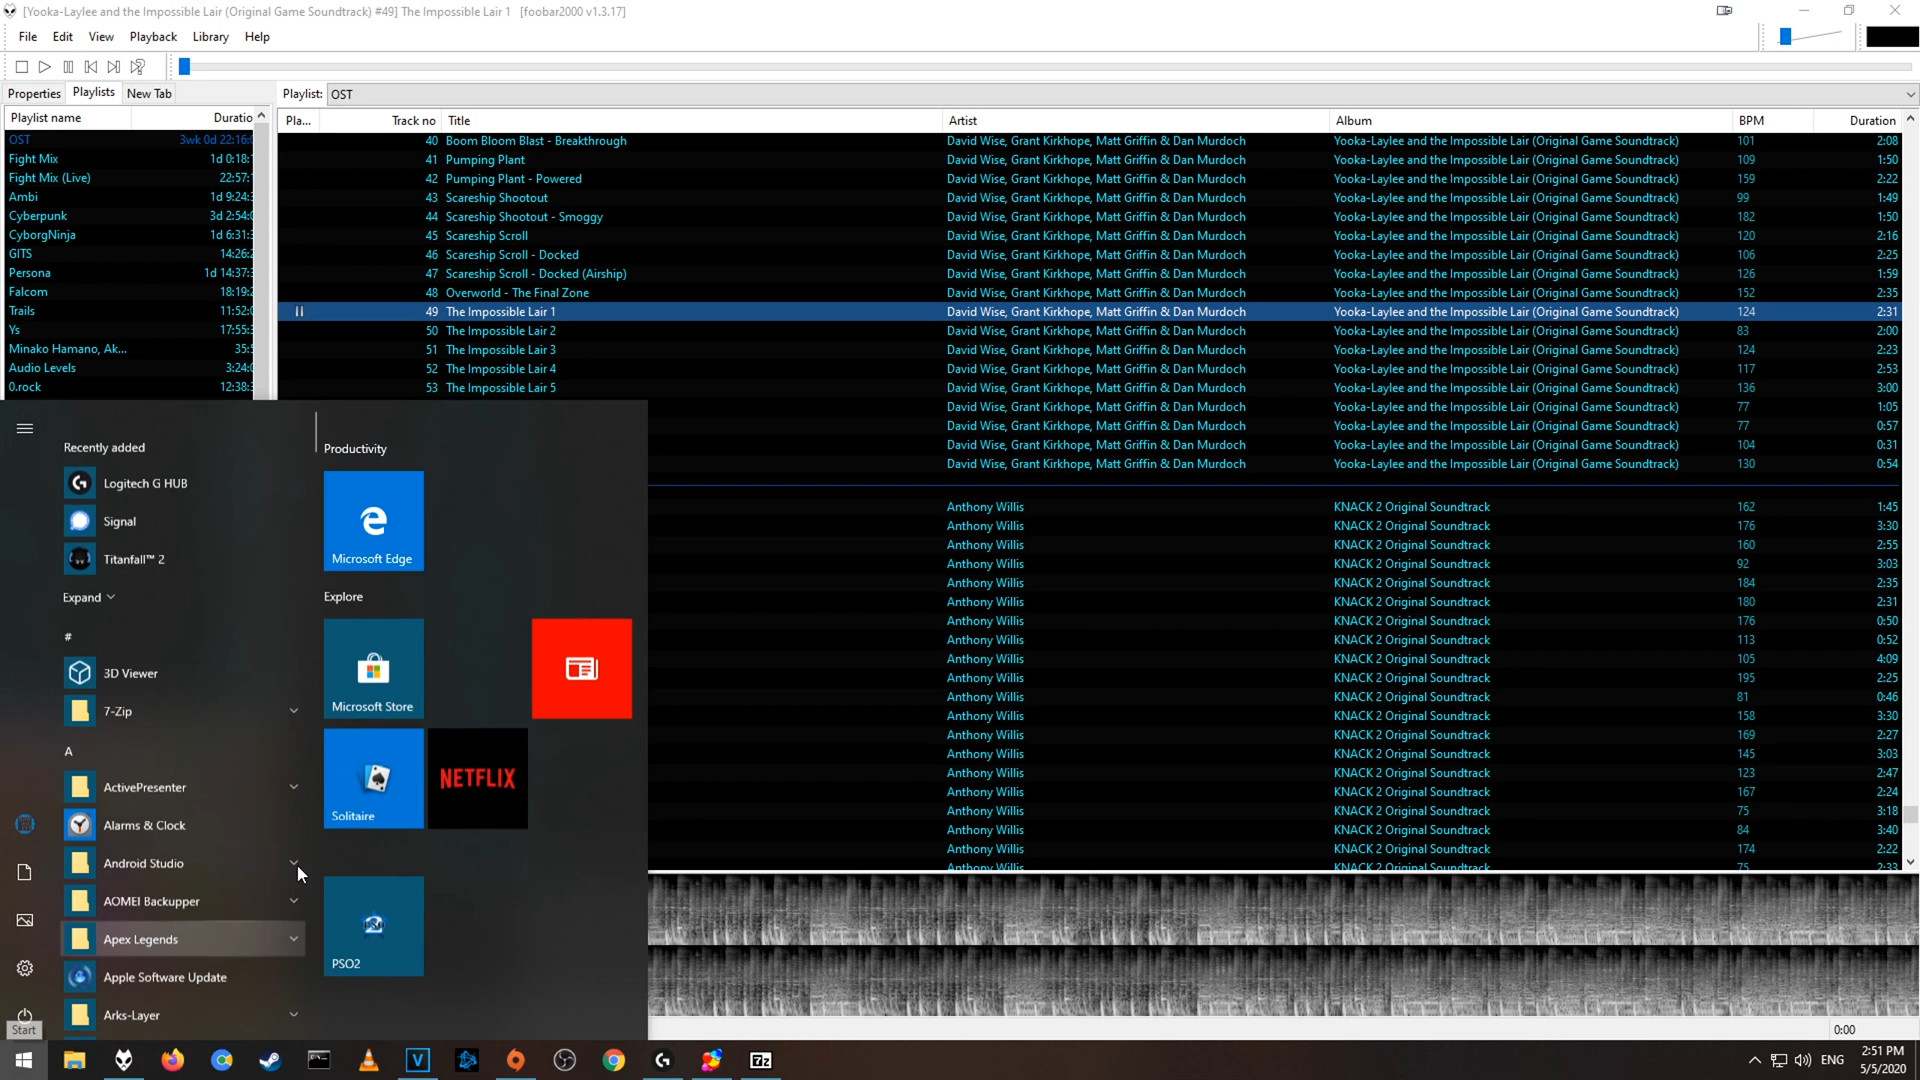 [Yooka-Laylee and the Impossible Lair (Original Game Soundtrack) #49] The Impossible Lair 1 [foobar2000 v1.3.17]
File Edit View Playback Library Help
Properties Playlists New Tab
Playlist: OST
Playlist name Duratio
OST 3wk 0d 22:16:
Fight Mix 1d 0:18:
Fight Mix (Live) 22:57:
Ambi 1d 9:24:
Cyberpunk 3d 2:54:
CyborgNinja 1d 6:31:
GITS 14:26:
Persona 1d 14:37:
Falcom 18:19:
Trails 11:52:
Ys 17:55:
Minako Hamano, Ak... 35:
Audio Levels 3:24:
0.rock 12:38:
Pla... Track no Title Artist Album BPM Duration
40 Boom Bloom Blast - Breakthrough David Wise, Grant Kirkhope, Matt Griffin & Dan Murdoch Yooka-Laylee and the Impossible Lair (Original Game Soundtrack) 101 2:08
41 Pumping Plant David Wise, Grant Kirkhope, Matt Griffin & Dan Murdoch Yooka-Laylee and the Impossible Lair (Original Game Soundtrack) 109 1:50
42 Pumping Plant - Powered David Wise, Grant Kirkhope, Matt Griffin & Dan Murdoch Yooka-Laylee and the Impossible Lair (Original Game Soundtrack) 159 2:22
43 Scareship Shootout David Wise, Grant Kirkhope, Matt Griffin & Dan Murdoch Yooka-Laylee and the Impossible Lair (Original Game Soundtrack) 99 1:49
44 Scareship Shootout - Smoggy David Wise, Grant Kirkhope, Matt Griffin & Dan Murdoch Yooka-Laylee and the Impossible Lair (Original Game Soundtrack) 182 1:50
45 Scareship Scroll David Wise, Grant Kirkhope, Matt Griffin & Dan Murdoch Yooka-Laylee and the Impossible Lair (Original Game Soundtrack) 120 2:16
46 Scareship Scroll - Docked David Wise, Grant Kirkhope, Matt Griffin & Dan Murdoch Yooka-Laylee and the Impossible Lair (Original Game Soundtrack) 106 2:25
47 Scareship Scroll - Docked (Airship) David Wise, Grant Kirkhope, Matt Griffin & Dan Murdoch Yooka-Laylee and the Impossible Lair (Original Game Soundtrack) 126 1:59
48 Overworld - The Final Zone David Wise, Grant Kirkhope, Matt Griffin & Dan Murdoch Yooka-Laylee and the Impossible Lair (Original Game Soundtrack) 152 2:35
49 The Impossible Lair 1 David Wise, Grant Kirkhope, Matt Griffin & Dan Murdoch Yooka-Laylee and the Impossible Lair (Original Game Soundtrack) 124 2:31
50 The Impossible Lair 2 David Wise, Grant Kirkhope, Matt Griffin & Dan Murdoch Yooka-Laylee and the Impossible Lair (Original Game Soundtrack) 83 2:00
51 The Impossible Lair 3 David Wise, Grant Kirkhope, Matt Griffin & Dan Murdoch Yooka-Laylee and the Impossible Lair (Original Game Soundtrack) 124 2:23
52 The Impossible Lair 4 David Wise, Grant Kirkhope, Matt Griffin & Dan Murdoch Yooka-Laylee and the Impossible Lair (Original Game Soundtrack) 117 2:53
53 The Impossible Lair 5 David Wise, Grant Kirkhope, Matt Griffin & Dan Murdoch Yooka-Laylee and the Impossible Lair (Original Game Soundtrack) 136 3:00
David Wise, Grant Kirkhope, Matt Griffin & Dan Murdoch Yooka-Laylee and the Impossible Lair (Original Game Soundtrack) 77 1:05
David Wise, Grant Kirkhope, Matt Griffin & Dan Murdoch Yooka-Laylee and the Impossible Lair (Original Game Soundtrack) 77 0:57
David Wise, Grant Kirkhope, Matt Griffin & Dan Murdoch Yooka-Laylee and the Impossible Lair (Original Game Soundtrack) 104 0:31
David Wise, Grant Kirkhope, Matt Griffin & Dan Murdoch Yooka-Laylee and the Impossible Lair (Original Game Soundtrack) 130 0:54
Anthony Willis KNACK 2 Original Soundtrack 162 1:45
Anthony Willis KNACK 2 Original Soundtrack 176 3:30
Anthony Willis KNACK 2 Original Soundtrack 160 2:55
Anthony Willis KNACK 2 Original Soundtrack 92 3:03
Anthony Willis KNACK 2 Original Soundtrack 184 2:35
Anthony Willis KNACK 2 Original Soundtrack 180 2:31
Anthony Willis KNACK 2 Original Soundtrack 176 0:50
Anthony Willis KNACK 2 Original Soundtrack 113 0:52
Anthony Willis KNACK 2 Original Soundtrack 105 4:09
Anthony Willis KNACK 2 Original Soundtrack 195 2:25
Anthony Willis KNACK 2 Original Soundtrack 81 0:46
Anthony Willis KNACK 2 Original Soundtrack 158 3:30
Anthony Willis KNACK 2 Original Soundtrack 169 2:27
Anthony Willis KNACK 2 Original Soundtrack 145 3:03
Anthony Willis KNACK 2 Original Soundtrack 123 2:47
Anthony Willis KNACK 2 Original Soundtrack 167 2:24
Anthony Willis KNACK 2 Original Soundtrack 75 3:18
Anthony Willis KNACK 2 Original Soundtrack 84 3:40
Anthony Willis KNACK 2 Original Soundtrack 174 2:22
Anthony Willis KNACK 2 Original Soundtrack 75 2:33
Recently added
Logitech G HUB
Signal
Titanfall™ 2
Expand
#
3D Viewer
7-Zip
A
ActivePresenter
Alarms & Clock
Android Studio
AOMEI Backupper
Apex Legends
Apple Software Update
Arks-Layer
Productivity
Microsoft Edge
Explore
Microsoft Store
Solitaire
NETFLIX
PSO2
Start
0:00
V
7z
ENG
2:51 PM
5/5/2020